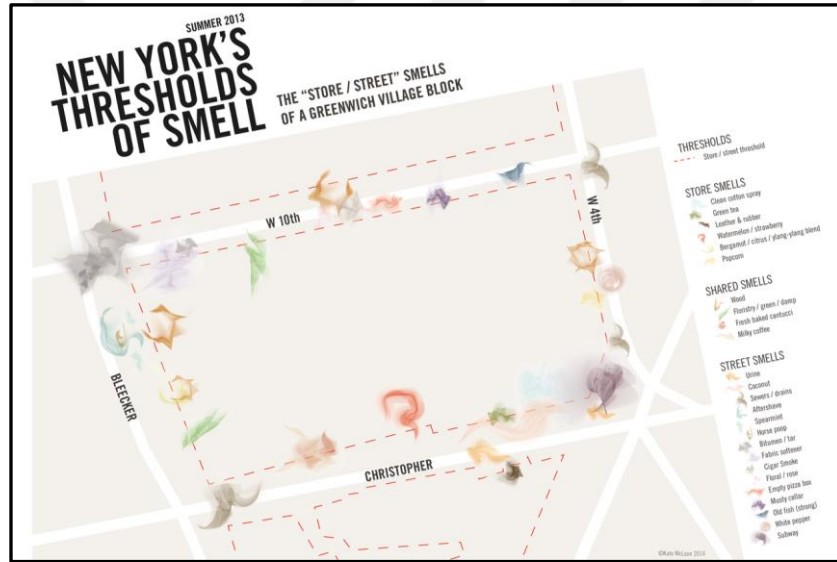 SUMMER 2013
NEW YORK'S
THRESHOLDS
OF SMELL
THE "STORE / STREET" SMELLS
OF A GREENWICH VILLAGE BLOCK
W 10th
W 4th
BLEECKER
CHRISTOPHER
THRESHOLDS
Store / street threshold
STORE SMELLS
Clean cotton spray
Green tea
Leather & rubber
Watermelon / strawberry
Bergamot / citrus / ylang-ylang blend
Popcorn
SHARED SMELLS
Wood
Floristry / green / damp
Fresh baked cantucci
Milky coffee
STREET SMELLS
Urine
Coconut
Sewers / drains
Aftershave
Spearmint
Horse poop
Bitumen / tar
Fabric softener
Cigar Smoke
Floral / rose
Empty pizza box
Musty cellar
Old fish (strong)
White pepper
Subway
©Kate McLean 2014